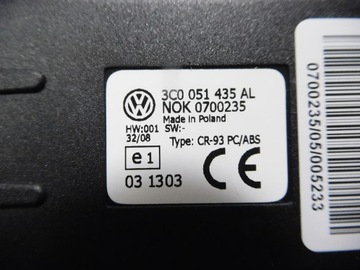 3C0 051 435 AL
NOK 0700235
Made in Poland
HW:001 SW:-
32/08
Type: CR-93 PC/ABS
e1
03 1303
CE
0700235/05/005233